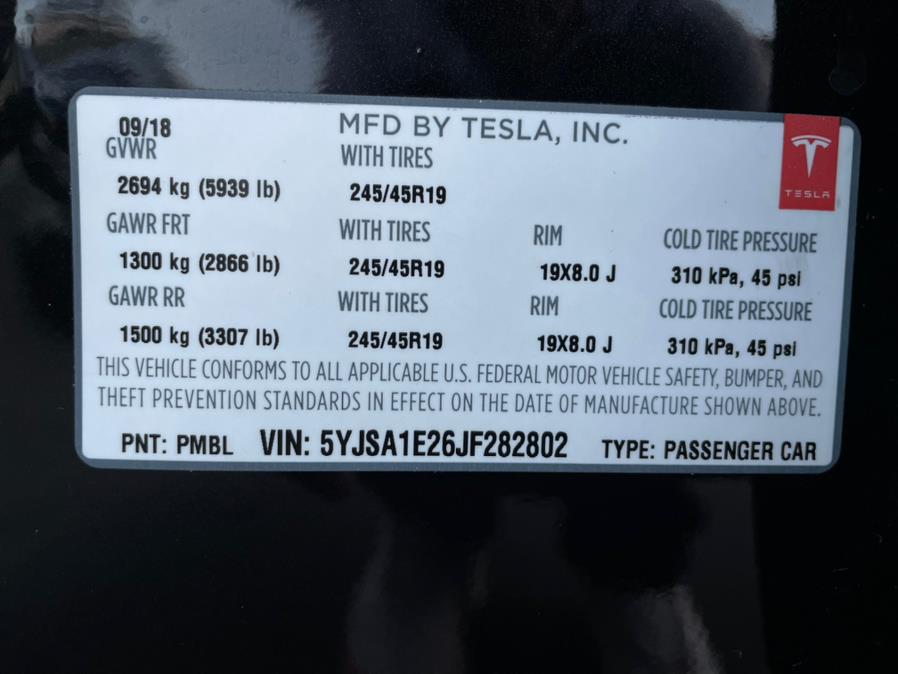 09/18 MFD BY TESLA, INC.
GVWR WITH TIRES
2694 kg (5939 lb) 245/45R19
TESLA
GAWR FRT WITH TIRES RIM COLD TIRE PRESSURE
1300 kg (2866 lb) 245/45R19 19X8.0 J 310 kPa, 45 psi
GAWR RR WITH TIRES RIM COLD TIRE PRESSURE
1500 kg (3307 lb) 245/45R19 19X8.0 J 310 kPa, 45 psi
THIS VEHICLE CONFORMS TO ALL APPLICABLE U.S. FEDERAL MOTOR VEHICLE SAFETY, BUMPER, AND
THEFT PREVENTION STANDARDS IN EFFECT ON THE DATE OF MANUFACTURE SHOWN ABOVE.
PNT: PMBL VIN: 5YJSA1E26JF282802 TYPE: PASSENGER CAR